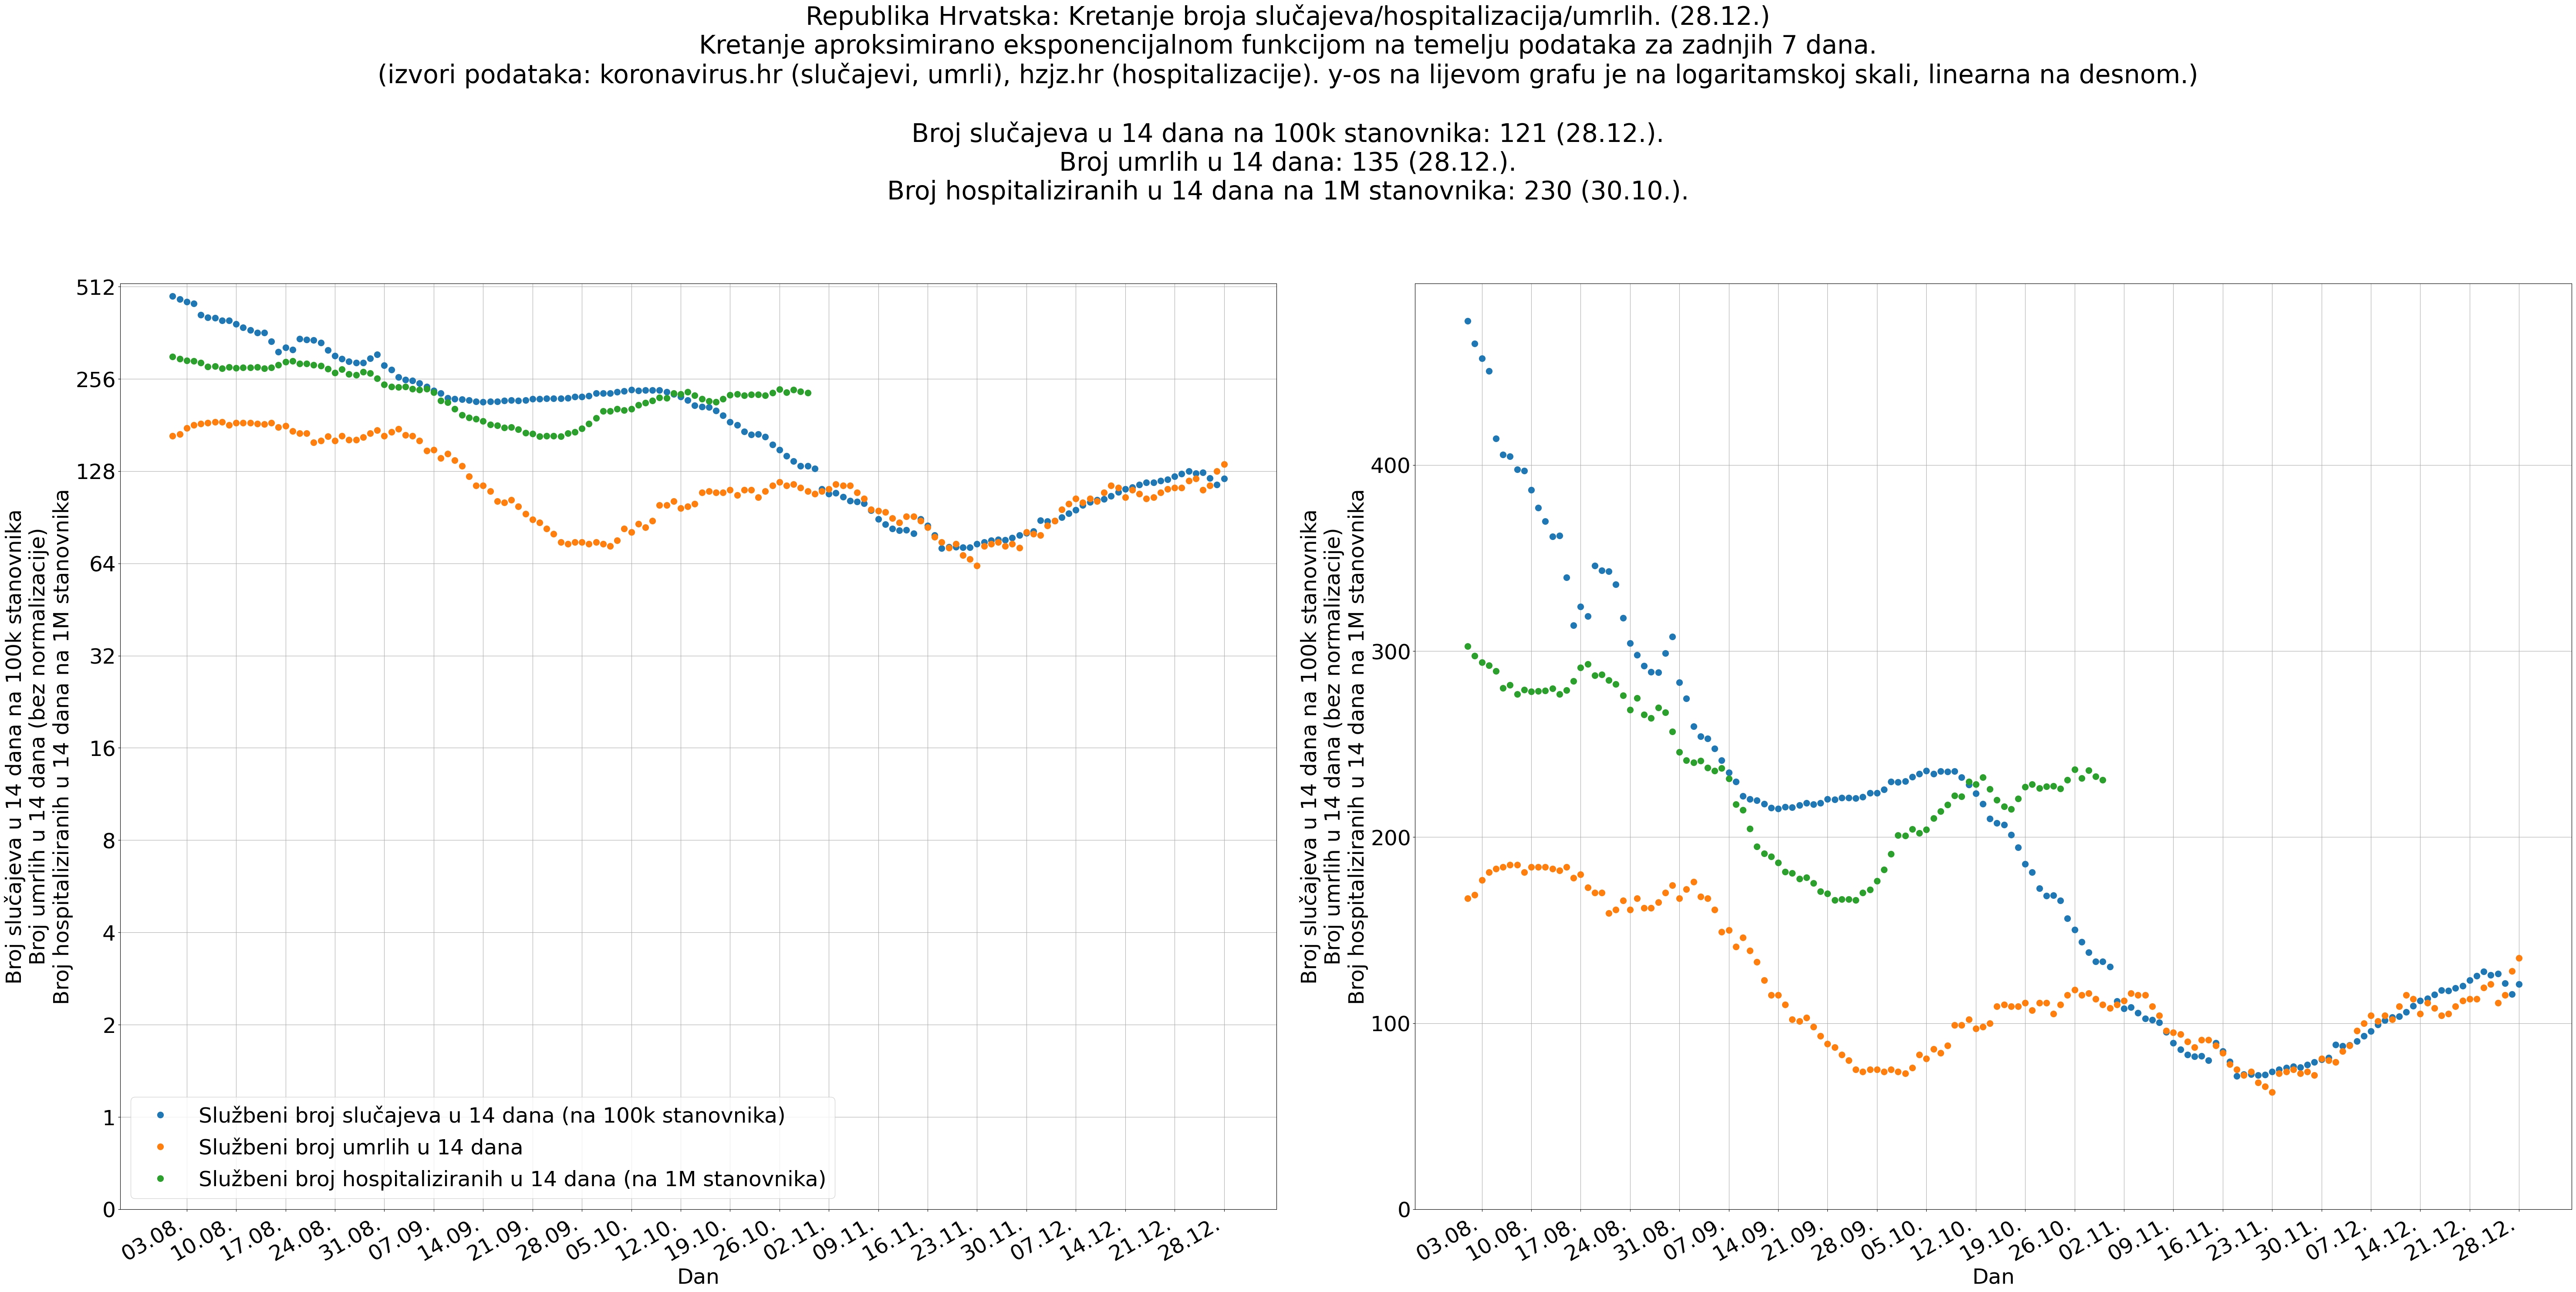 Republika Hrvatska: Kretanje broja slučajeva/hospitalizacija/umrlih. (28.12.)
Kretanje aproksimirano eksponencijalnom funkcijom na temelju podataka za zadnjih 7 dana.
(izvori podataka: koronavirus.hr (slučajevi, umrli), hzjz.hr (hospitalizacije). y-os na lijevom grafu je na logaritamskoj skali, linearna na desnom.)
Broj slučajeva u 14 dana na 100k stanovnika: 121 (28.12.).
Broj umrlih u 14 dana: 135 (28.12.).
Broj hospitaliziranih u 14 dana na 1M stanovnika: 230 (30.10.).
Broj slučajeva u 14 dana na 100k stanovnika
Broj umrlih u 14 dana (bez normalizacije)
Broj hospitaliziranih u 14 dana na 1M stanovnika
512
256
128
64
32
16
8
4
2
1
0
Službeni broj slučajeva u 14 dana (na 100k stanovnika)
Službeni broj umrlih u 14 dana
Službeni broj hospitaliziranih u 14 dana (na 1M stanovnika)
03.08. 10.08. 17.08. 24.08. 31.08. 07.09. 14.09. 21.09. 28.09. 05.10. 12.10. 19.10. 26.10. 02.11. 09.11. 16.11. 23.11. 30.11. 07.12. 14.12. 21.12. 28.12.
Dan
Broj slučajeva u 14 dana na 100k stanovnika
Broj umrlih u 14 dana (bez normalizacije)
Broj hospitaliziranih u 14 dana na 1M stanovnika
400
300
200
100
0
03.08. 10.08. 17.08. 24.08. 31.08. 07.09. 14.09. 21.09. 28.09. 05.10. 12.10. 19.10. 26.10. 02.11. 09.11. 16.11. 23.11. 30.11. 07.12. 14.12. 21.12. 28.12.
Dan